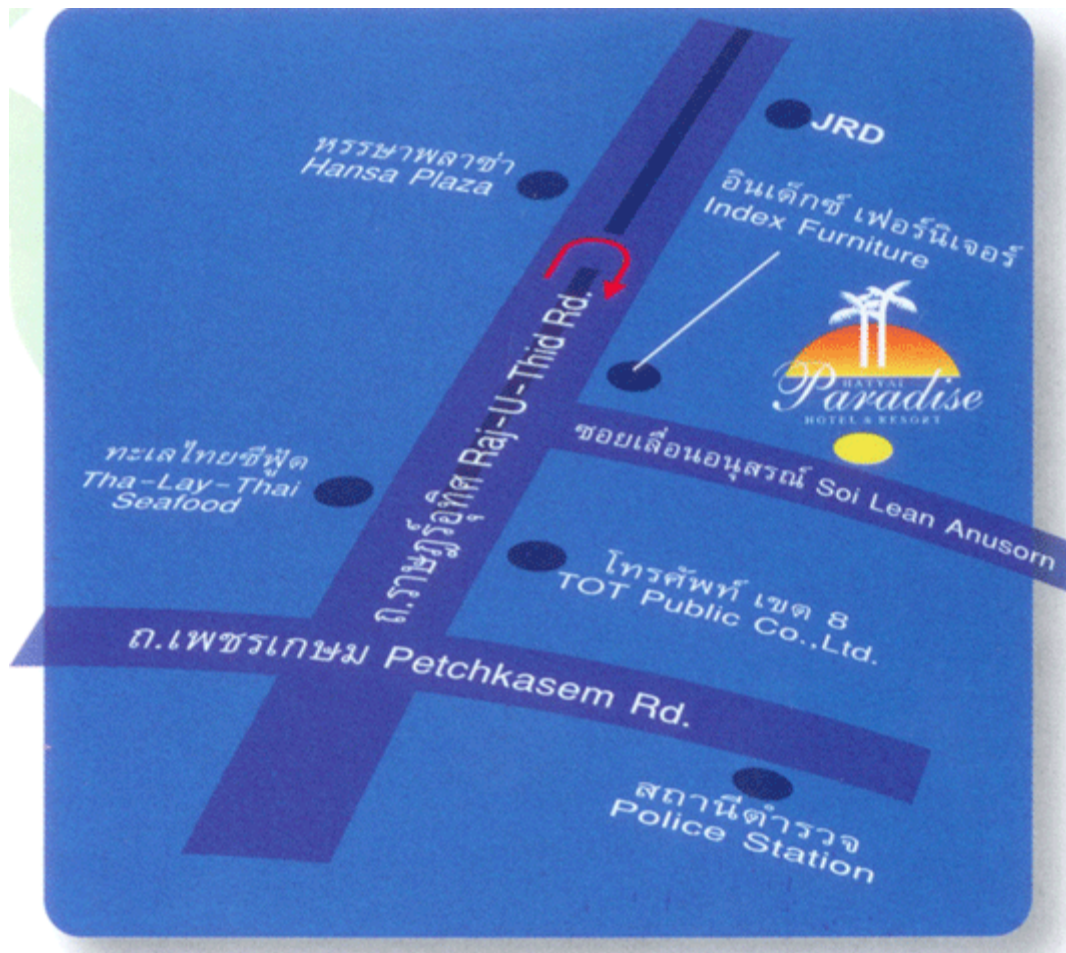 JRD
หรรษาพลาซ่า
Hansa Plaza
อินเด็กซ์ เฟอร์นิเจอร์
Index Furniture
HATYAI
Paradise
HOTEL & RESORT
ถ.ราษฎร์อุทิศ Raj-U-Thid Rd.
ซอยเลื่อนอนุสรณ์ Soi Lean Anusorn
ทะเลไทยซีฟู้ด
Tha-Lay-Thai
Seafood
โทรศัพท์ เขต 8
TOT Public Co.,Ltd.
ถ.เพชรเกษม Petchkasem Rd.
สถานีตำรวจ
Police Station